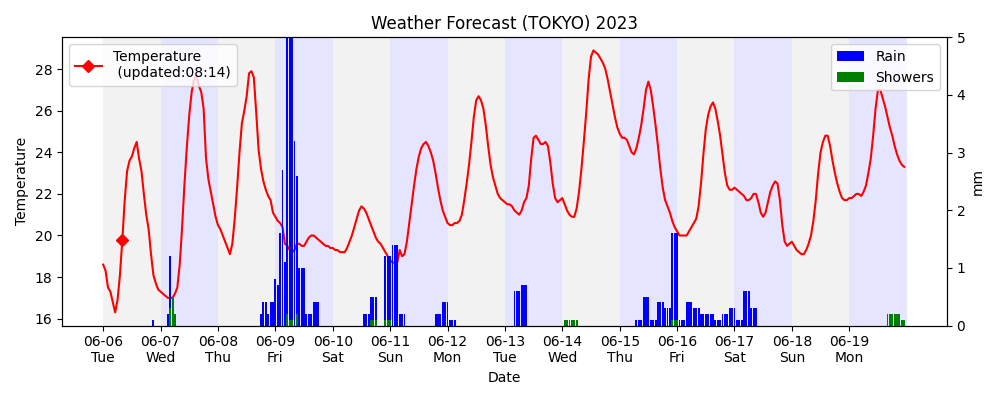 Weather Forecast (TOKYO) 2023
Temperature
(updated:08:14)
Rain
Showers
28
26
24
22
20
18
16
Temperature
5
4
3
2
1
0
mm
06-06 06-07 06-08 06-09 06-10 06-11 06-12 06-13 06-14 06-15 06-16 06-17 06-18 06-19
Tue Wed Thu Fri Sat Sun Mon Tue Wed Thu Fri Sat Sun Mon
Date